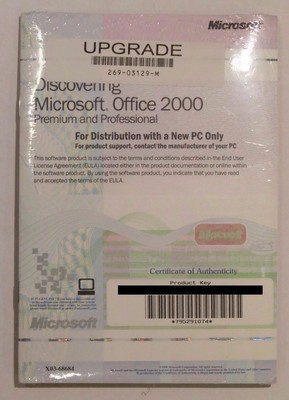 Microsoft
UPGRADE
269-03129-M
Discovering
Microsoft® Office 2000
Premium and Professional
For Distribution with a New PC Only
For product support, contact the manufacturer of your PC
This software product is subject to the terms and conditions described in the End User
License Agreement (EULA) located either in the product documentation or online within
the software product. By using the software product, you indicate that you have read
and accepted the terms of the EULA.
Microsoft
Certificate of Authenticity
Product Key
*795291074*
Microsoft
X03-68684